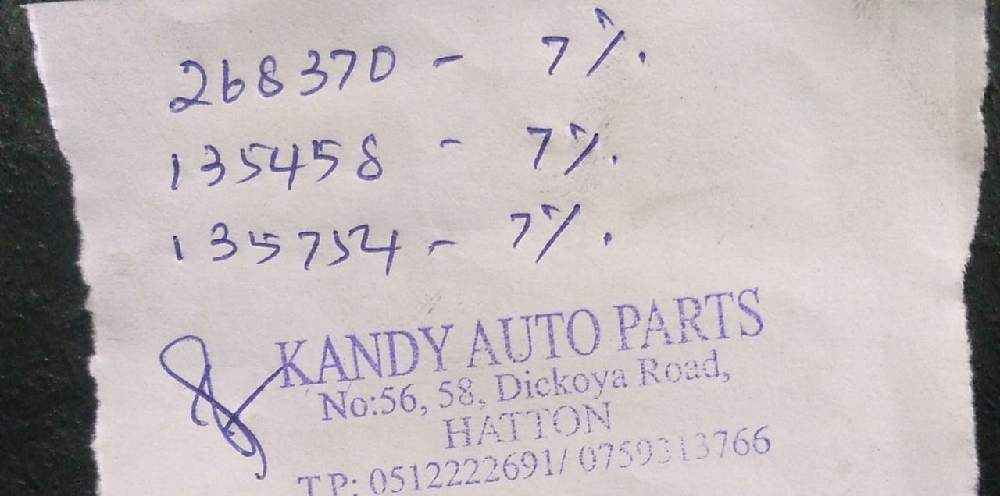 268370 - 7%.
135458 - 7%.
135754 - 7%.
KANDY AUTO PARTS
No:56, 58, Dickoya Road,
HATTON
T.P: 0512222691/ 0759313766